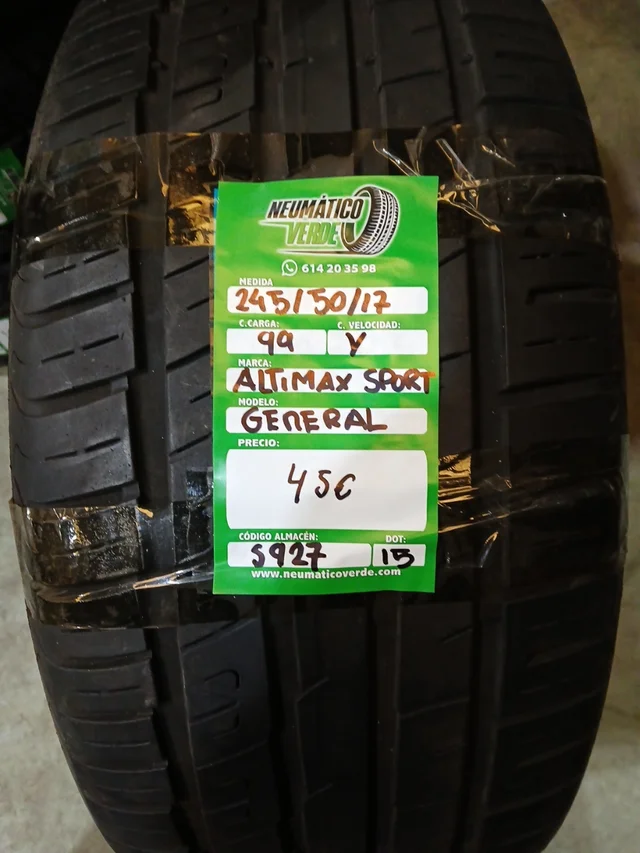 NEUMÁTICO
VERDE
614 20 35 98
MEDIDA
245/50/17
C.CARGA: C. VELOCIDAD:
99 Y
MARCA:
ALTIMAX SPORT
MODELO:
GENERAL
PRECIO:
45€
CÓDIGO ALMACÉN: DOT:
S927 15
www.neumaticoverde.com